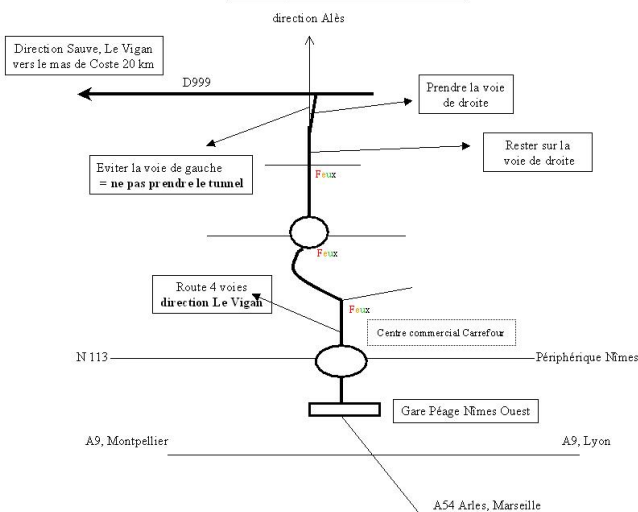 direction Alès
Direction Sauve, Le Vigan
vers le mas de Coste 20 km
D999
Prendre la voie
de droite
Rester sur la
voie de droite
Eviter la voie de gauche
= ne pas prendre le tunnel
Feux
Feux
Route 4 voies
direction Le Vigan
Feux
Centre commercial Carrefour
N 113
Périphérique Nîmes
Gare Péage Nîmes Ouest
A9, Montpellier
A9, Lyon
A54 Arles, Marseille